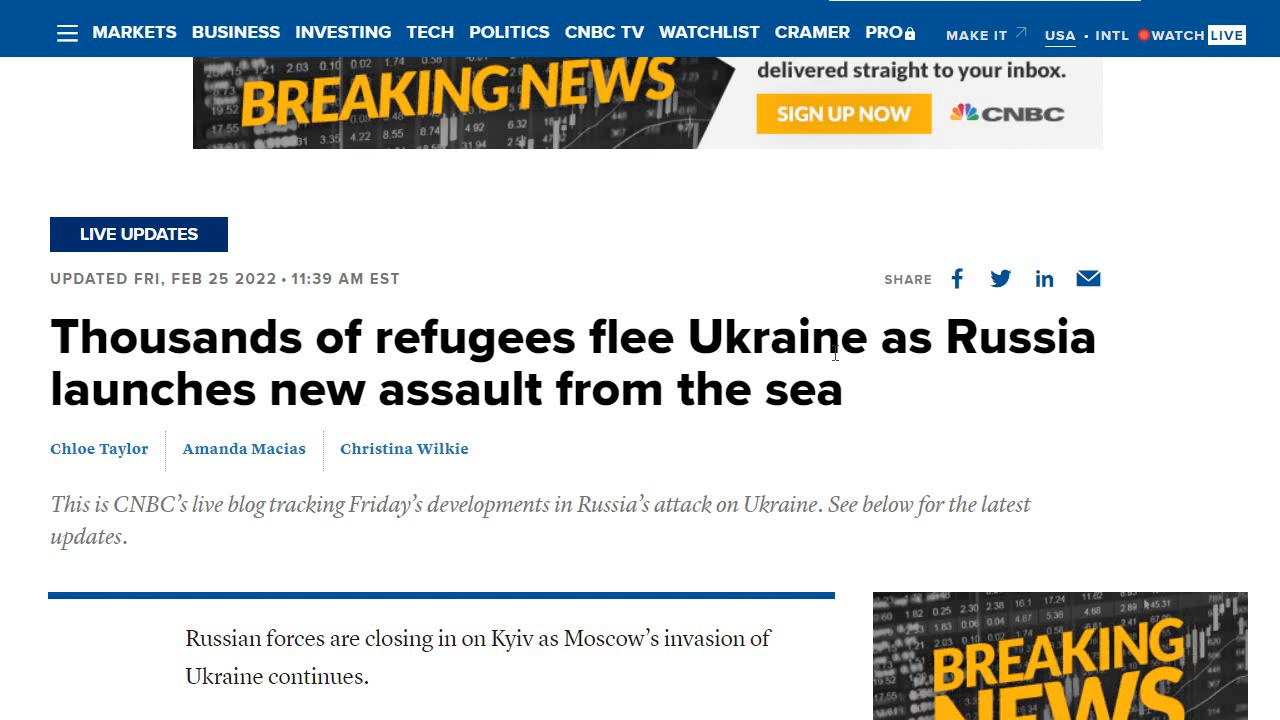 MARKETS BUSINESS INVESTING TECH POLITICS CNBC TV WATCHLIST CRAMER PRO MAKE IT USA • INTL WATCH LIVE
BREAKING NEWS
delivered straight to your inbox.
SIGN UP NOW
CNBC
LIVE UPDATES
UPDATED FRI, FEB 25 2022 • 11:39 AM EST
SHARE
Thousands of refugees flee Ukraine as Russia
launches new assault from the sea
Chloe Taylor
Amanda Macias
Christina Wilkie
This is CNBC’s live blog tracking Friday’s developments in Russia’s attack on Ukraine. See below for the latest
updates.
Russian forces are closing in on Kyiv as Moscow’s invasion of
Ukraine continues.
BREAKING
NEWS